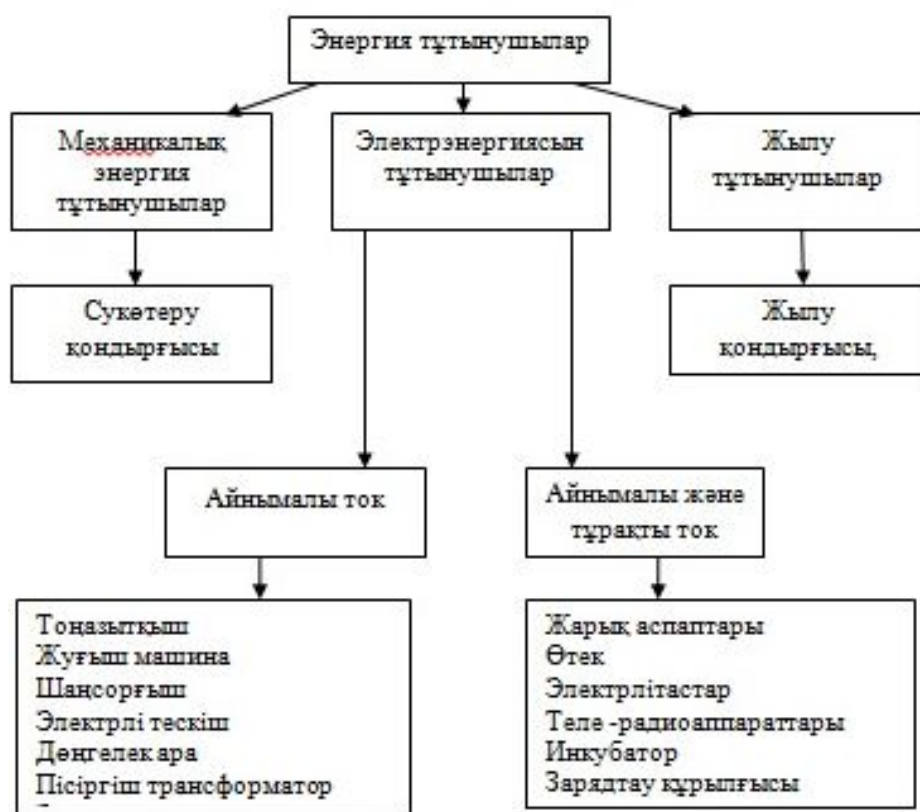 Энергия тұтынушылар
Механикалық
энергия
тұтынушылар
Электрэнергиясын
тұтынушылар
Жылу
тұтынушылар
Сукөтеру
қондырғысы
Жылу
қондырғысы,
Айнымалы ток
Айнымалы және
тұрақты ток
Тоңазытқыш
Жуғыш машина
Шаңсорғыш
Электрлі тескіш
Дөңгелек ара
Пісіргіш трансформатор
Жарық аспаптары
Өтек
Электрлітастар
Теле -радиоаппараттары
Инкубатор
Зарядтау құрылғысы